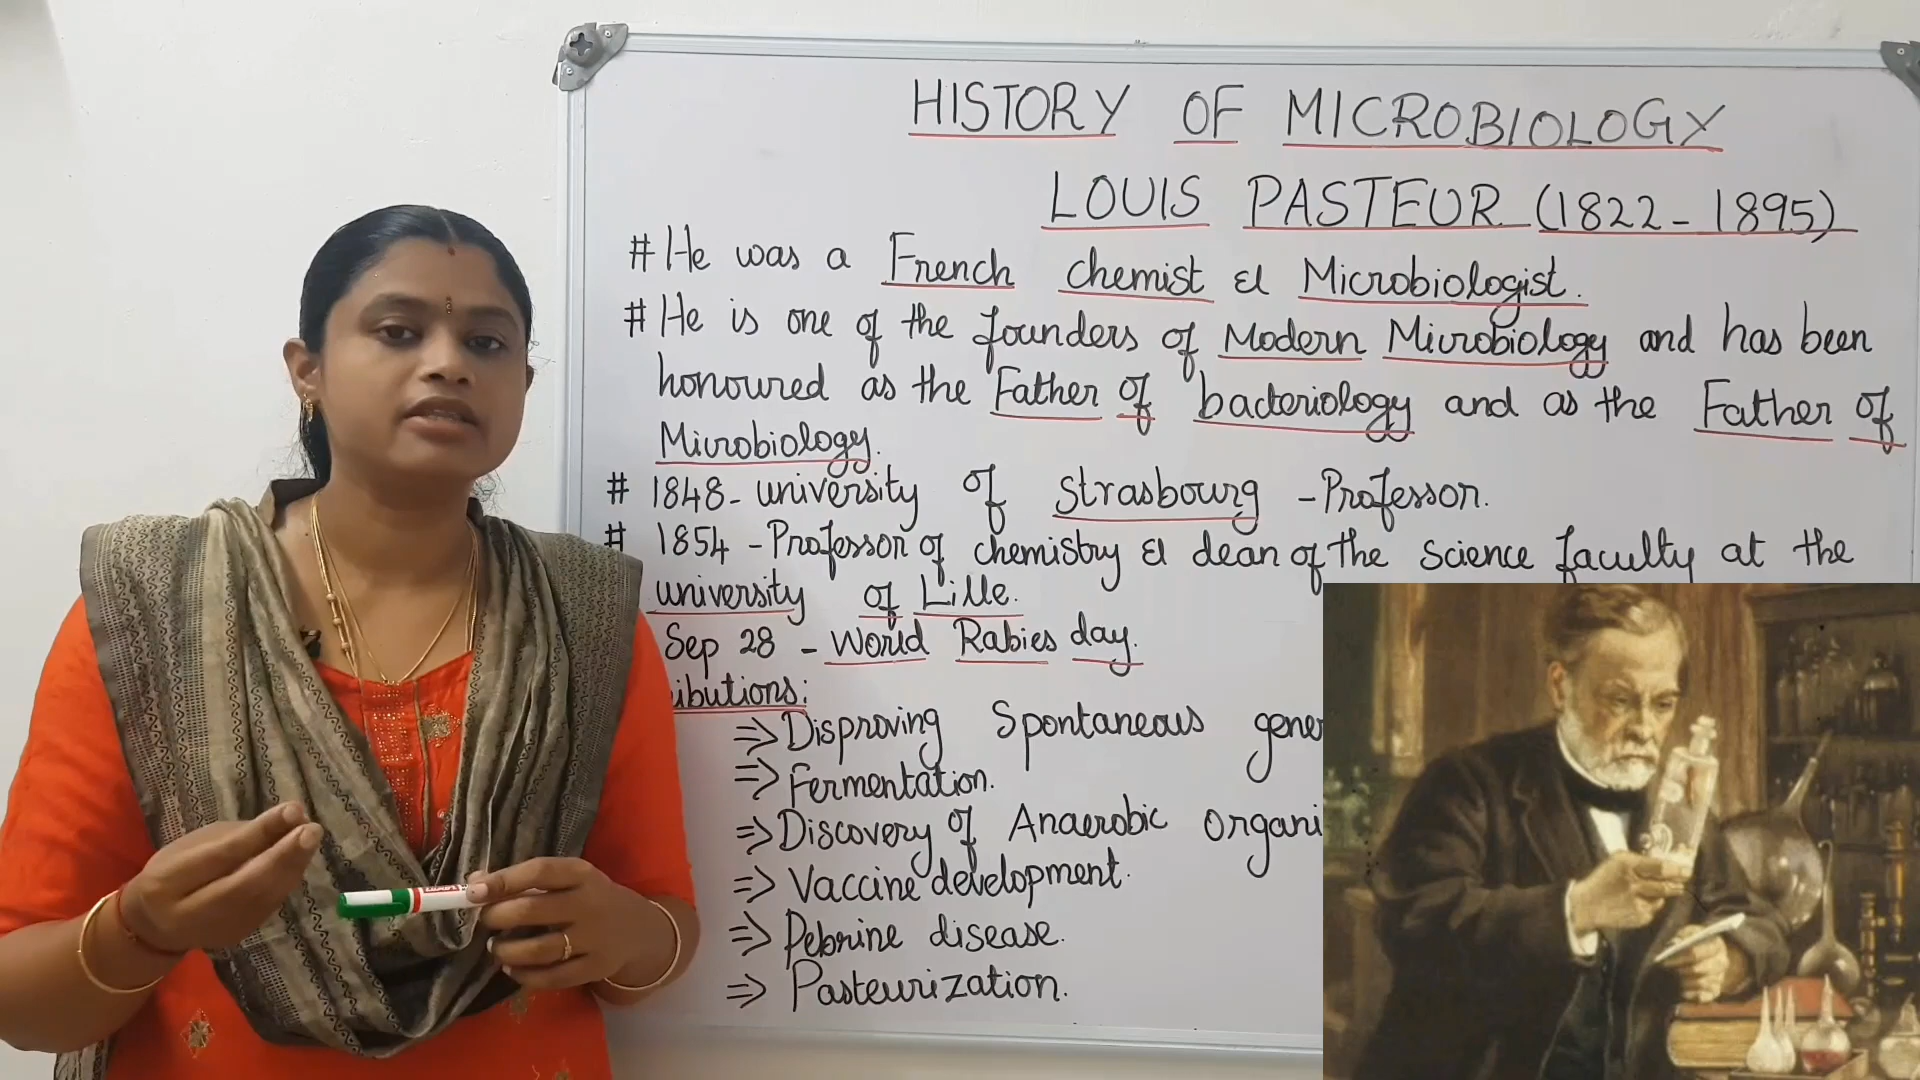 HISTORY OF MICROBIOLOGY
LOUIS PASTEUR (1822-1895)
# He was a French chemist & Microbiologist.
# He is one of the founders of Modern Microbiology and has been
honoured as the Father of bacteriology and as the Father of
Microbiology.
# 1848- university of Strasbourg -Professor.
# 1854 -Professor of chemistry & dean of the science faculty at the
university of Lille.
Sep 28 - World Rabies day.
ibutions:
⇒ Disproving Spontaneous gener
⇒ Fermentation.
⇒ Discovery of Anaerobic Organi
⇒ Vaccine development.
⇒ Pebrine disease.
⇒ Pasteurization.